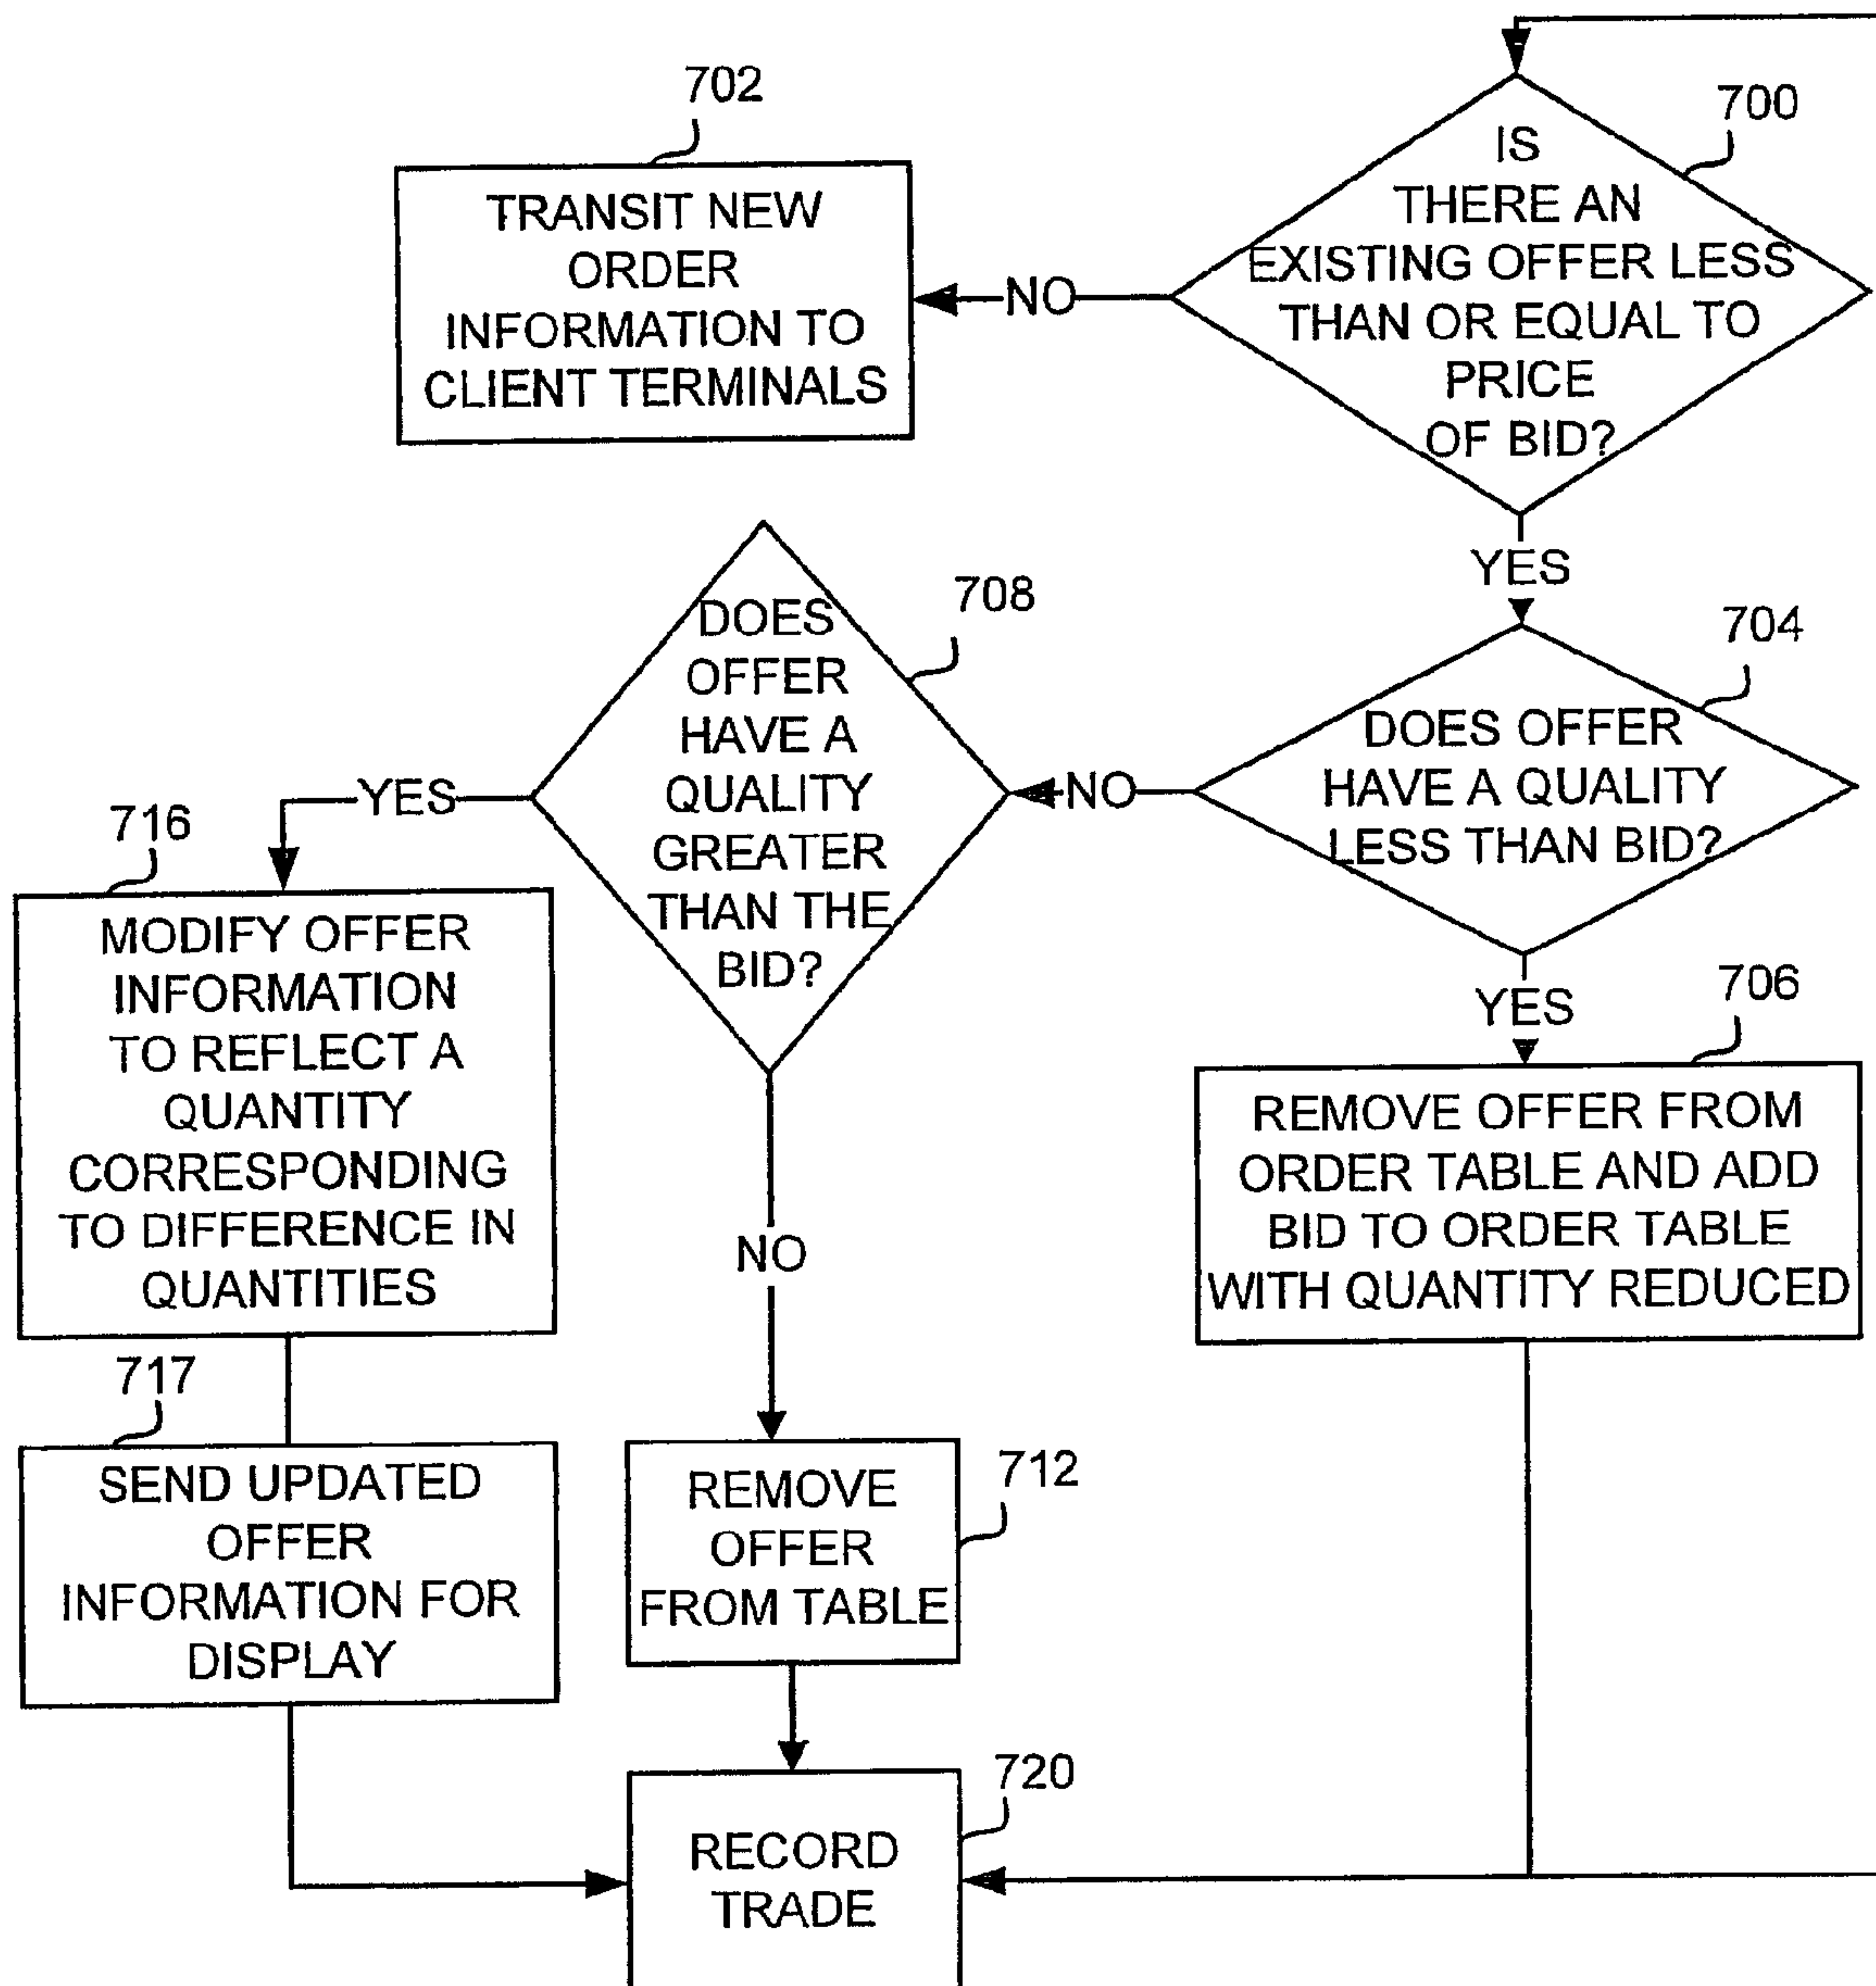 702
TRANSIT NEW
ORDER
INFORMATION TO
CLIENT TERMINALS
NO
700
IS
THERE AN
EXISTING OFFER LESS
THAN OR EQUAL TO
PRICE
OF BID?
YES
704
DOES OFFER
HAVE A QUALITY
LESS THAN BID?
NO
708
DOES
OFFER
HAVE A
QUALITY
GREATER
THAN THE
BID?
YES
716
MODIFY OFFER
INFORMATION
TO REFLECT A
QUANTITY
CORRESPONDING
TO DIFFERENCE IN
QUANTITIES
717
SEND UPDATED
OFFER
INFORMATION FOR
DISPLAY
NO
712
REMOVE
OFFER
FROM TABLE
YES
706
REMOVE OFFER FROM
ORDER TABLE AND ADD
BID TO ORDER TABLE
WITH QUANTITY REDUCED
720
RECORD
TRADE